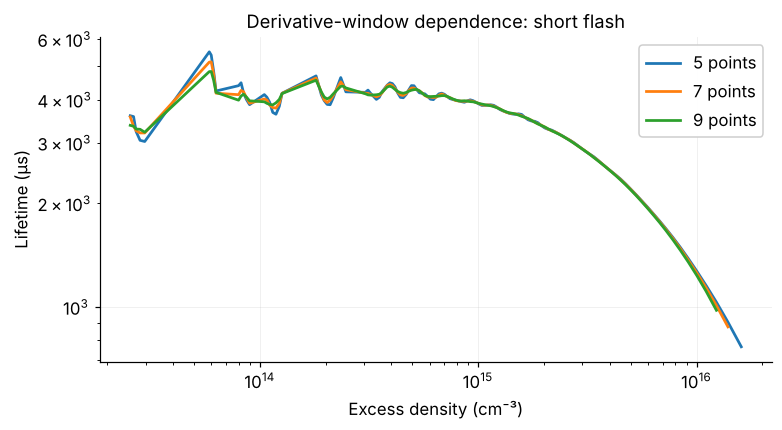 Derivative-window dependence: short flash
6 × 10³
4 × 10³
3 × 10³
2 × 10³
10³
Lifetime (µs)
5 points
7 points
9 points
10¹⁴
10¹⁵
10¹⁶
Excess density (cm⁻³)